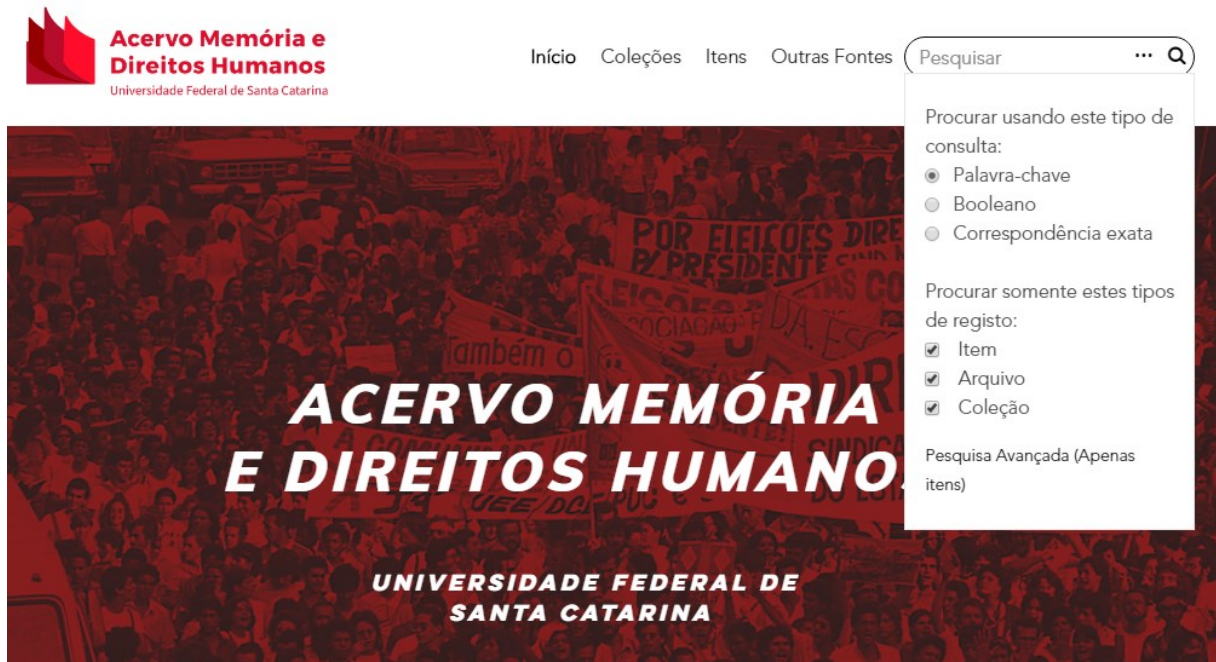 Acervo Memória e
Direitos Humanos
Universidade Federal de Santa Catarina
Início Coleções Itens Outras Fontes Pesquisar ...
Procurar usando este tipo de
consulta:
Palavra-chave
Booleano
Correspondência exata
Procurar somente estes tipos
de registo:
Item
Arquivo
Coleção
Pesquisa Avançada (Apenas
itens)
POR ELEIÇOES DIRE
P/ PRESIDENTE
Também o
ACERVO MEMÓRIA
E DIREITOS HUMANOS
UNIVERSIDADE FEDERAL DE
SANTA CATARINA